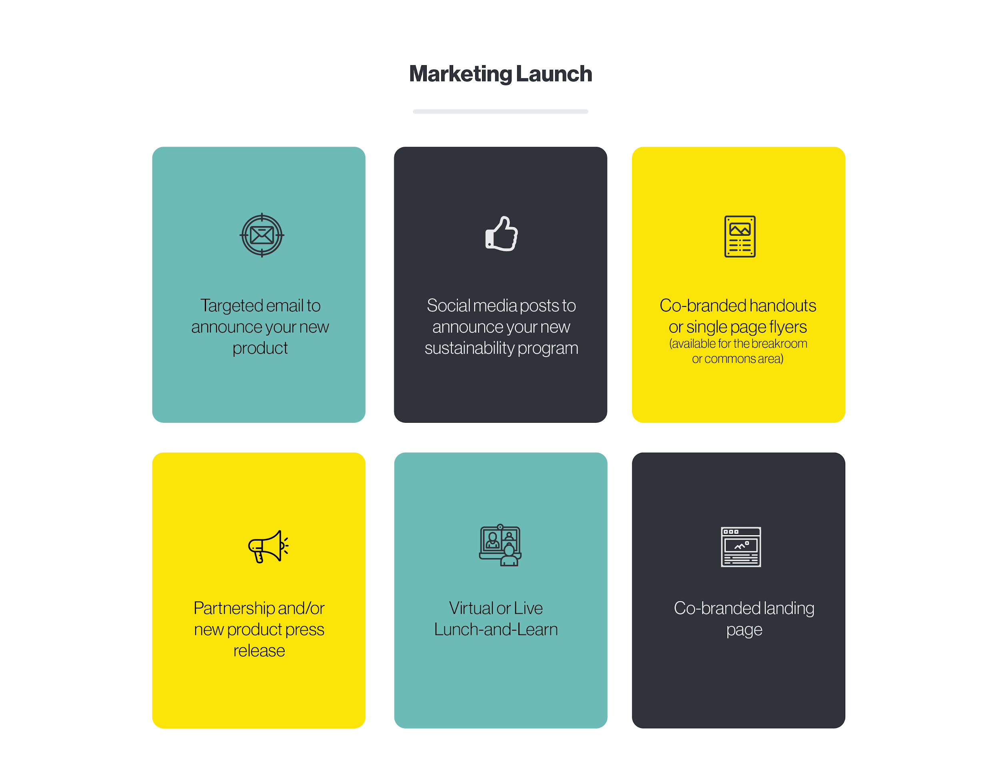 Marketing Launch
Targeted email to
announce your new
product
Social media posts to
announce your new
sustainability program
Co-branded handouts
or single page flyers
(available for the breakroom
or commons area)
Partnership and/or
new product press
release
Virtual or Live
Lunch-and-Learn
Co-branded landing
page